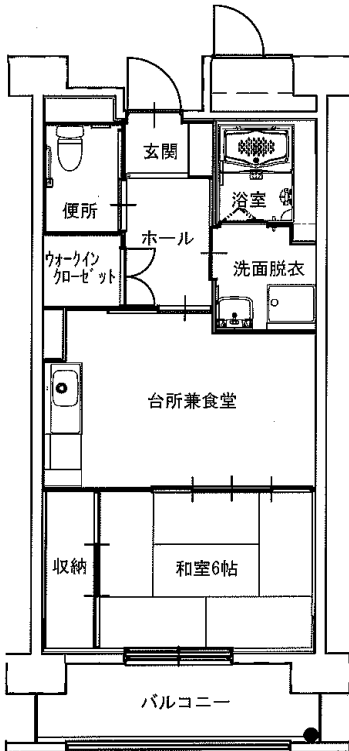 玄関
便所
浴室
ホール
ウォークイン
クローゼット
洗面脱衣
台所兼食堂
収納
和室6帖
バルコニー